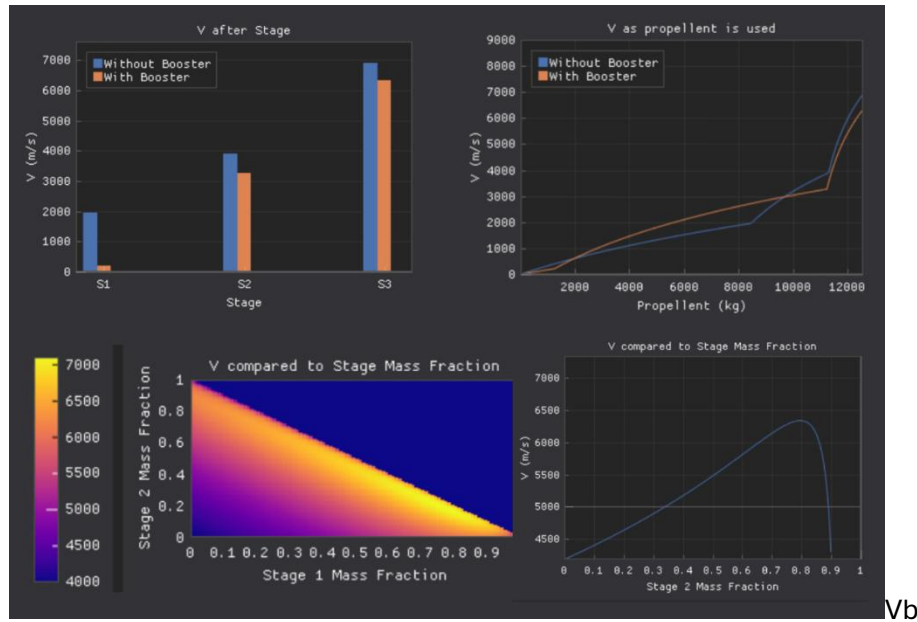 V after Stage
7000
6000
5000
4000
3000
2000
1000
0
V (m/s)
Without Booster
With Booster
S1 S2 S3
Stage
V as propellent is used
9000
8000
7000
6000
5000
4000
3000
2000
1000
0
V (m/s)
Without Booster
With Booster
2000 4000 6000 8000 10000 12000
Propellent (kg)
7000
6500
6000
5500
5000
4500
4000
V compared to Stage Mass Fraction
Stage 2 Mass Fraction
1
0.8
0.6
0.4
0.2
0
0 0.1 0.2 0.3 0.4 0.5 0.6 0.7 0.8 0.9
Stage 1 Mass Fraction
V compared to Stage Mass Fraction
7000
6500
6000
5500
5000
4500
V (m/s)
0 0.1 0.2 0.3 0.4 0.5 0.6 0.7 0.8 0.9 1
Stage 2 Mass Fraction
Vb